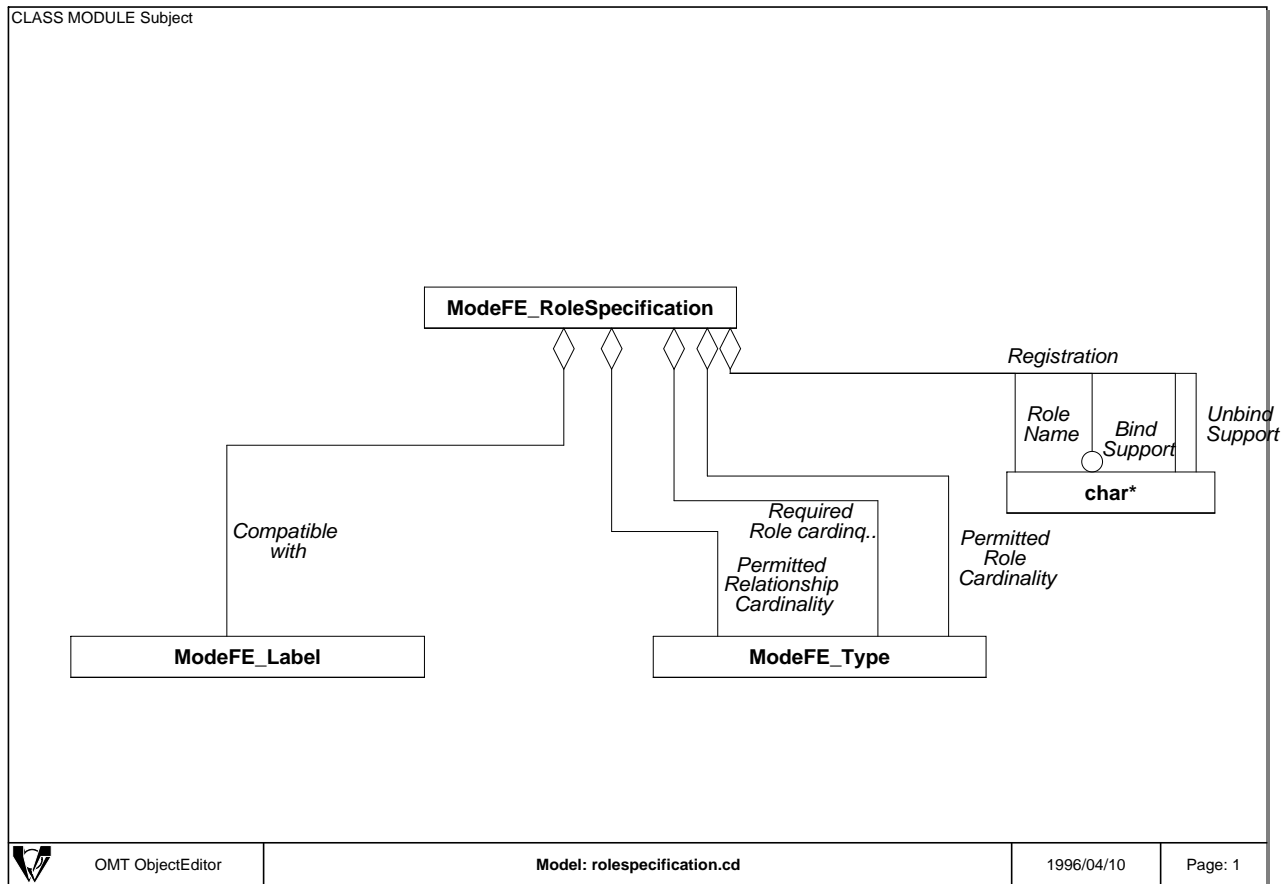 CLASS MODULE Subject
ModeFE_RoleSpecification
Registration
Role
Name
Bind
Support
Unbind
Support
char*
Compatible
with
Required
Role cardinq..
Permitted
Relationship
Cardinality
Permitted
Role
Cardinality
ModeFE_Label
ModeFE_Type
OMT ObjectEditor
Model: rolespecification.cd
1996/04/10
Page: 1